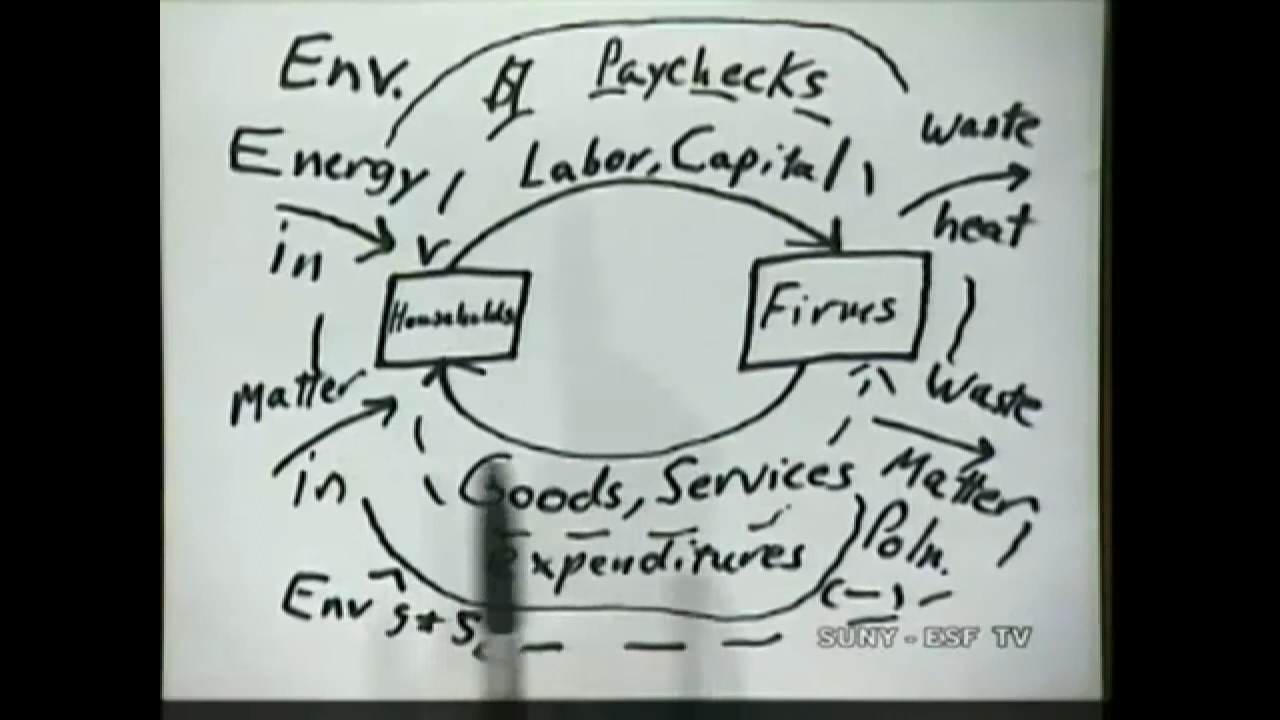 Env.
$ Paychecks
waste
Energy
Labor, Capital
heat
in
Households
Firms
Matter
Waste
in
Goods, Services
Matter
Expenditures
Poln.
(-)
Env S+S
SUNY - ESF TV